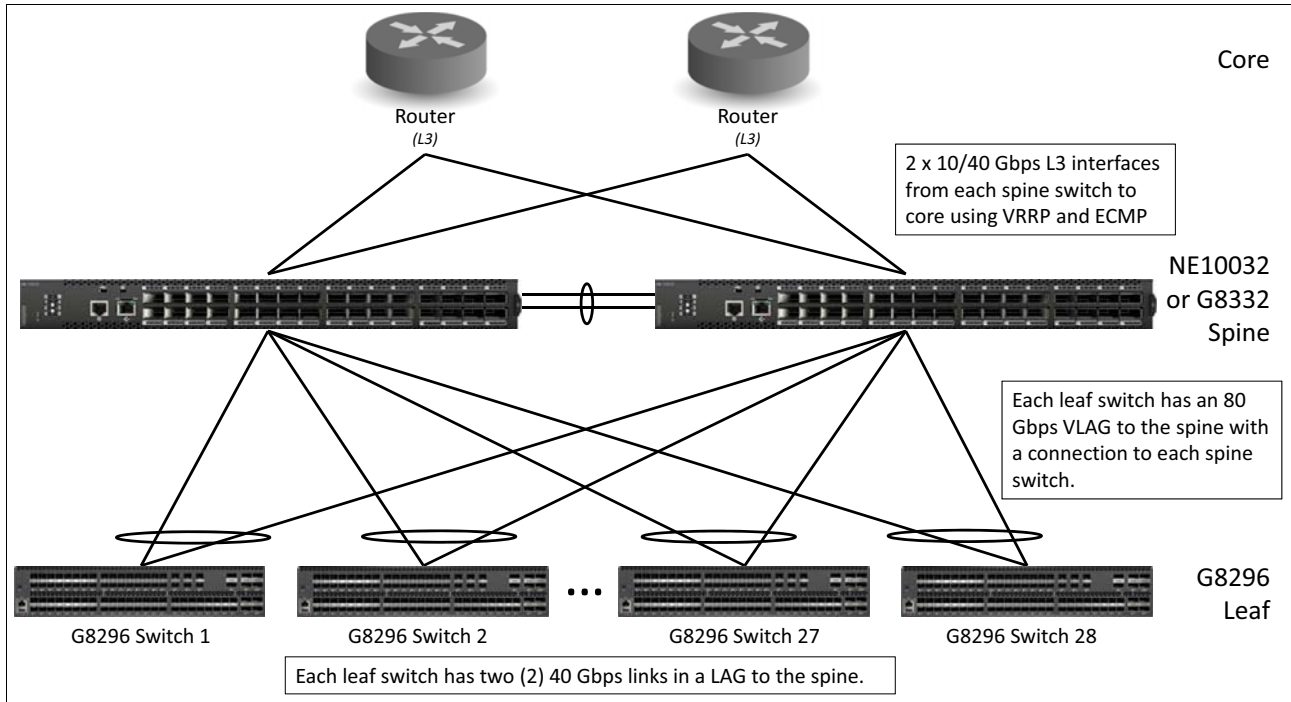 Core
Router
(L3)
Router
(L3)
2 x 10/40 Gbps L3 interfaces
from each spine switch to
core using VRRP and ECMP
NE10032
or G8332
Spine
Each leaf switch has an 80
Gbps VLAG to the spine with
a connection to each spine
switch.
...
G8296
Leaf
G8296 Switch 1
G8296 Switch 2
G8296 Switch 27
G8296 Switch 28
Each leaf switch has two (2) 40 Gbps links in a LAG to the spine.